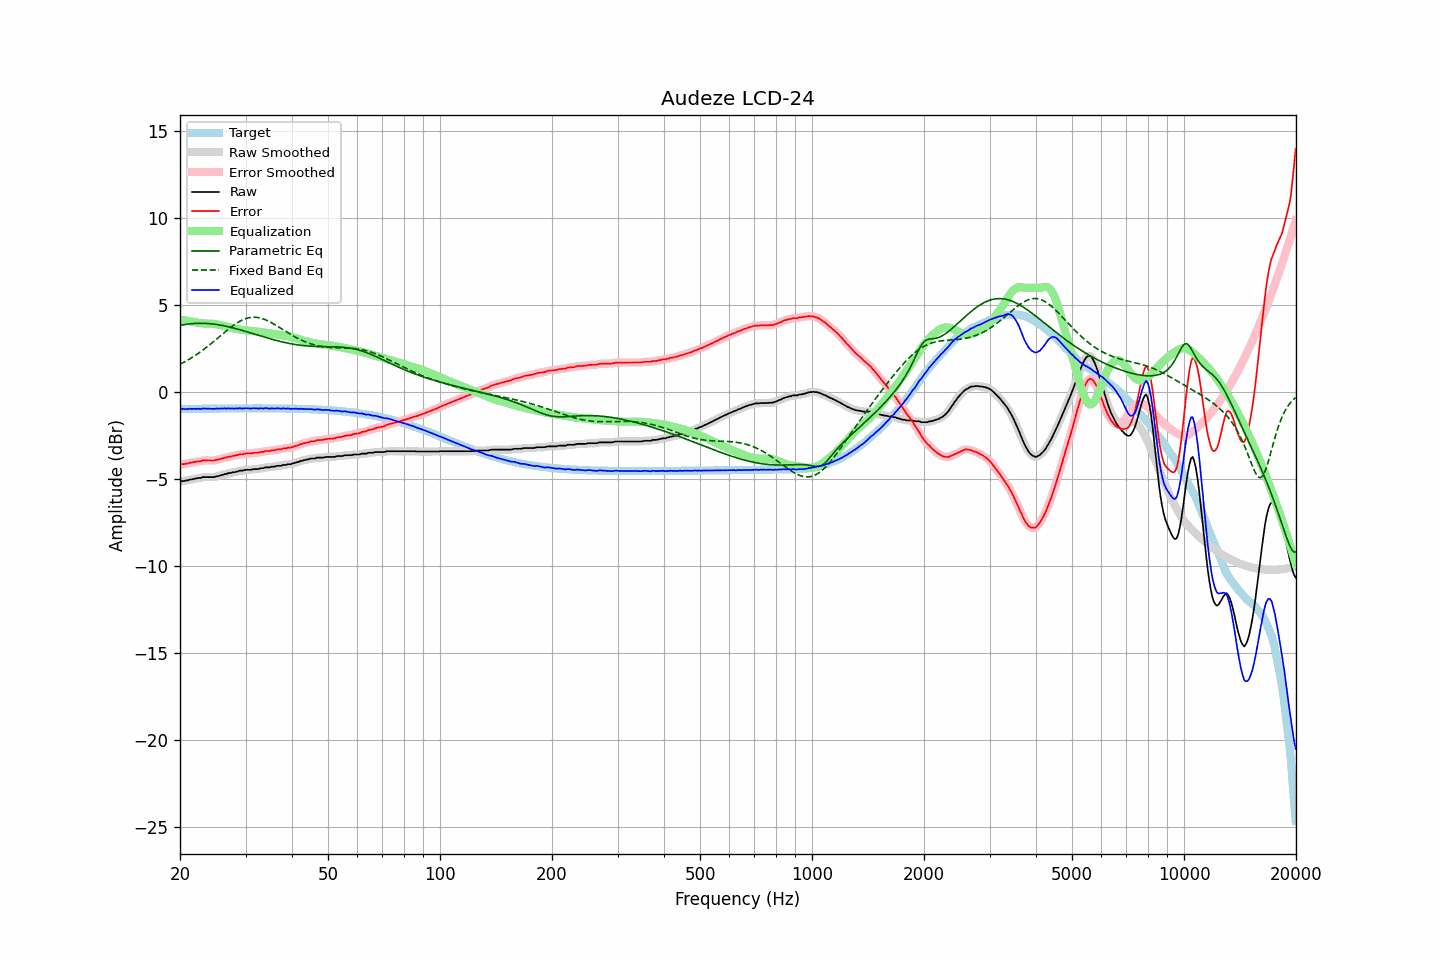 Audeze LCD-24
15
10
5
0
−5
−10
−15
−20
−25
Amplitude (dBr)
Target
Raw Smoothed
Error Smoothed
Raw
Error
Equalization
Parametric Eq
Fixed Band Eq
Equalized
20 50 100 200 500 1000 2000 5000 10000 20000
Frequency (Hz)